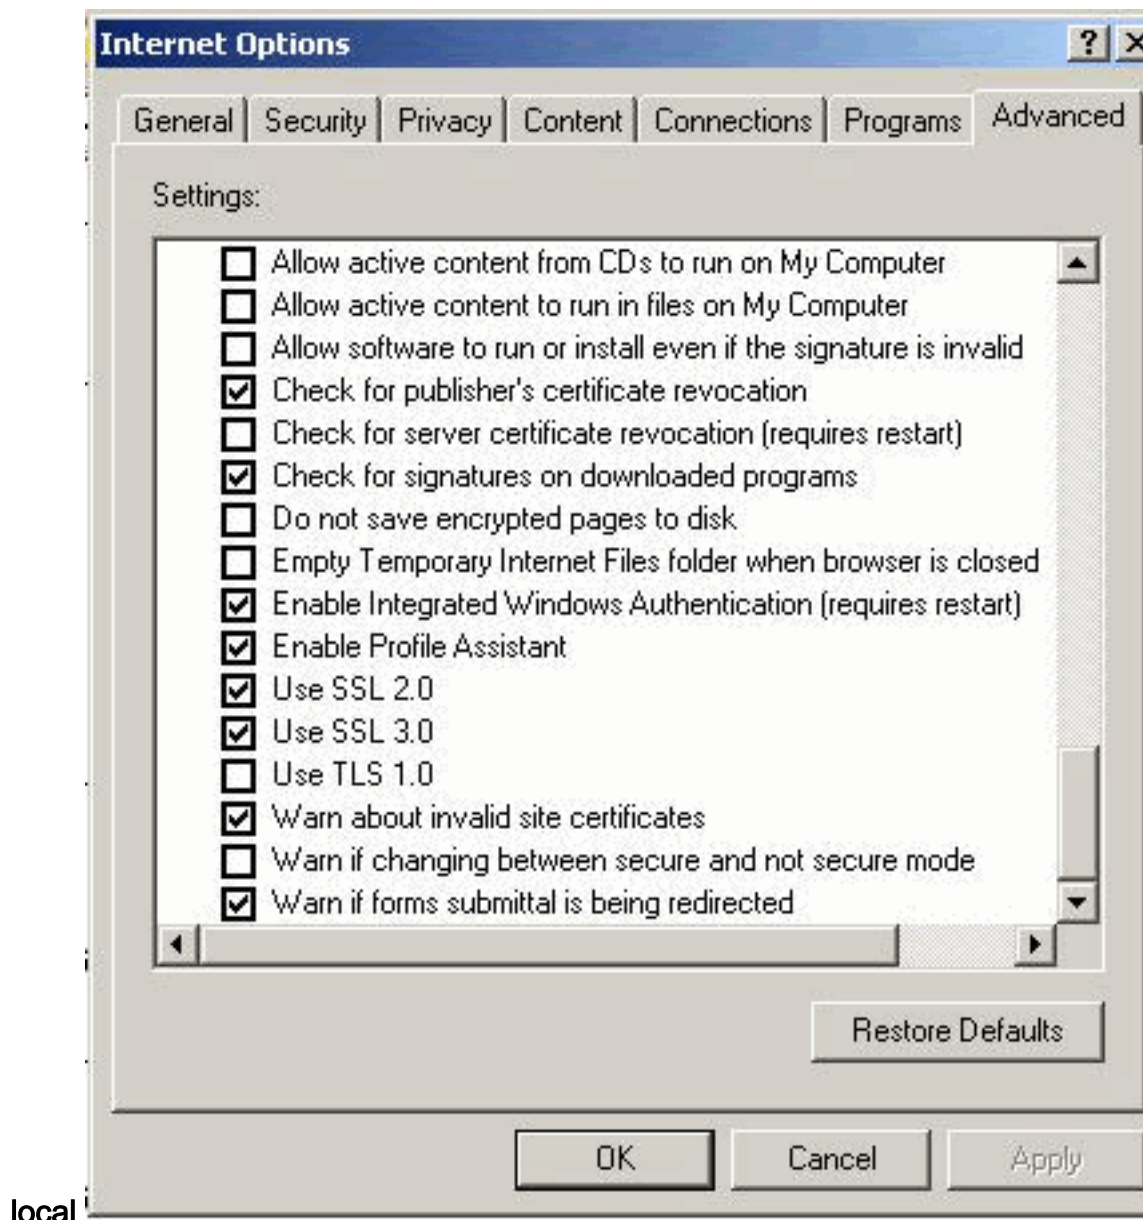 Internet Options
General Security Privacy Content Connections Programs Advanced
Settings:
Allow active content from CDs to run on My Computer
Allow active content to run in files on My Computer
Allow software to run or install even if the signature is invalid
Check for publisher's certificate revocation
Check for server certificate revocation (requires restart)
Check for signatures on downloaded programs
Do not save encrypted pages to disk
Empty Temporary Internet Files folder when browser is closed
Enable Integrated Windows Authentication (requires restart)
Enable Profile Assistant
Use SSL 2.0
Use SSL 3.0
Use TLS 1.0
Warn about invalid site certificates
Warn if changing between secure and not secure mode
Warn if forms submittal is being redirected
Restore Defaults
OK Cancel Apply
local